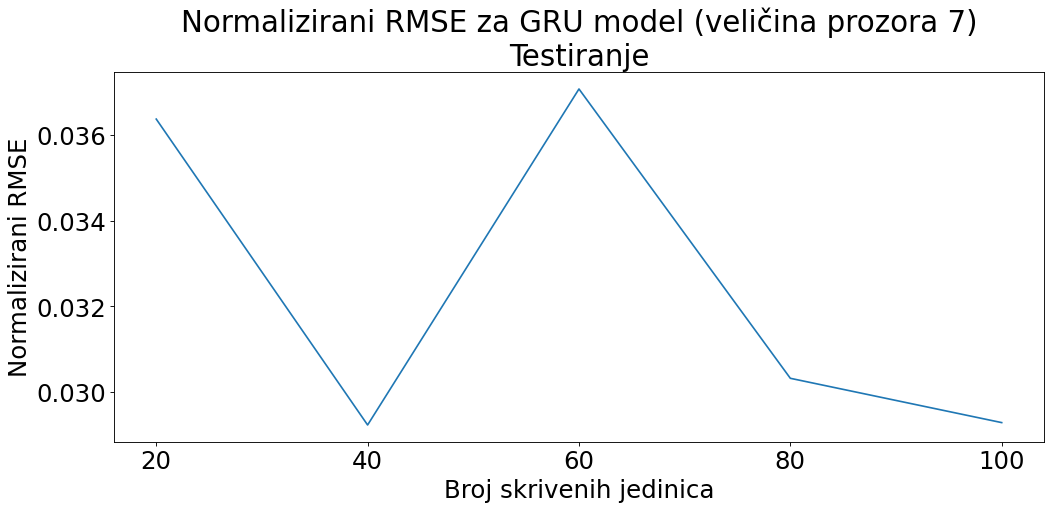 Normalizirani RMSE za GRU model (veličina prozora 7)
Testiranje
Normalizirani RMSE
0.036
0.034
0.032
0.030
20 40 60 80 100
Broj skrivenih jedinica